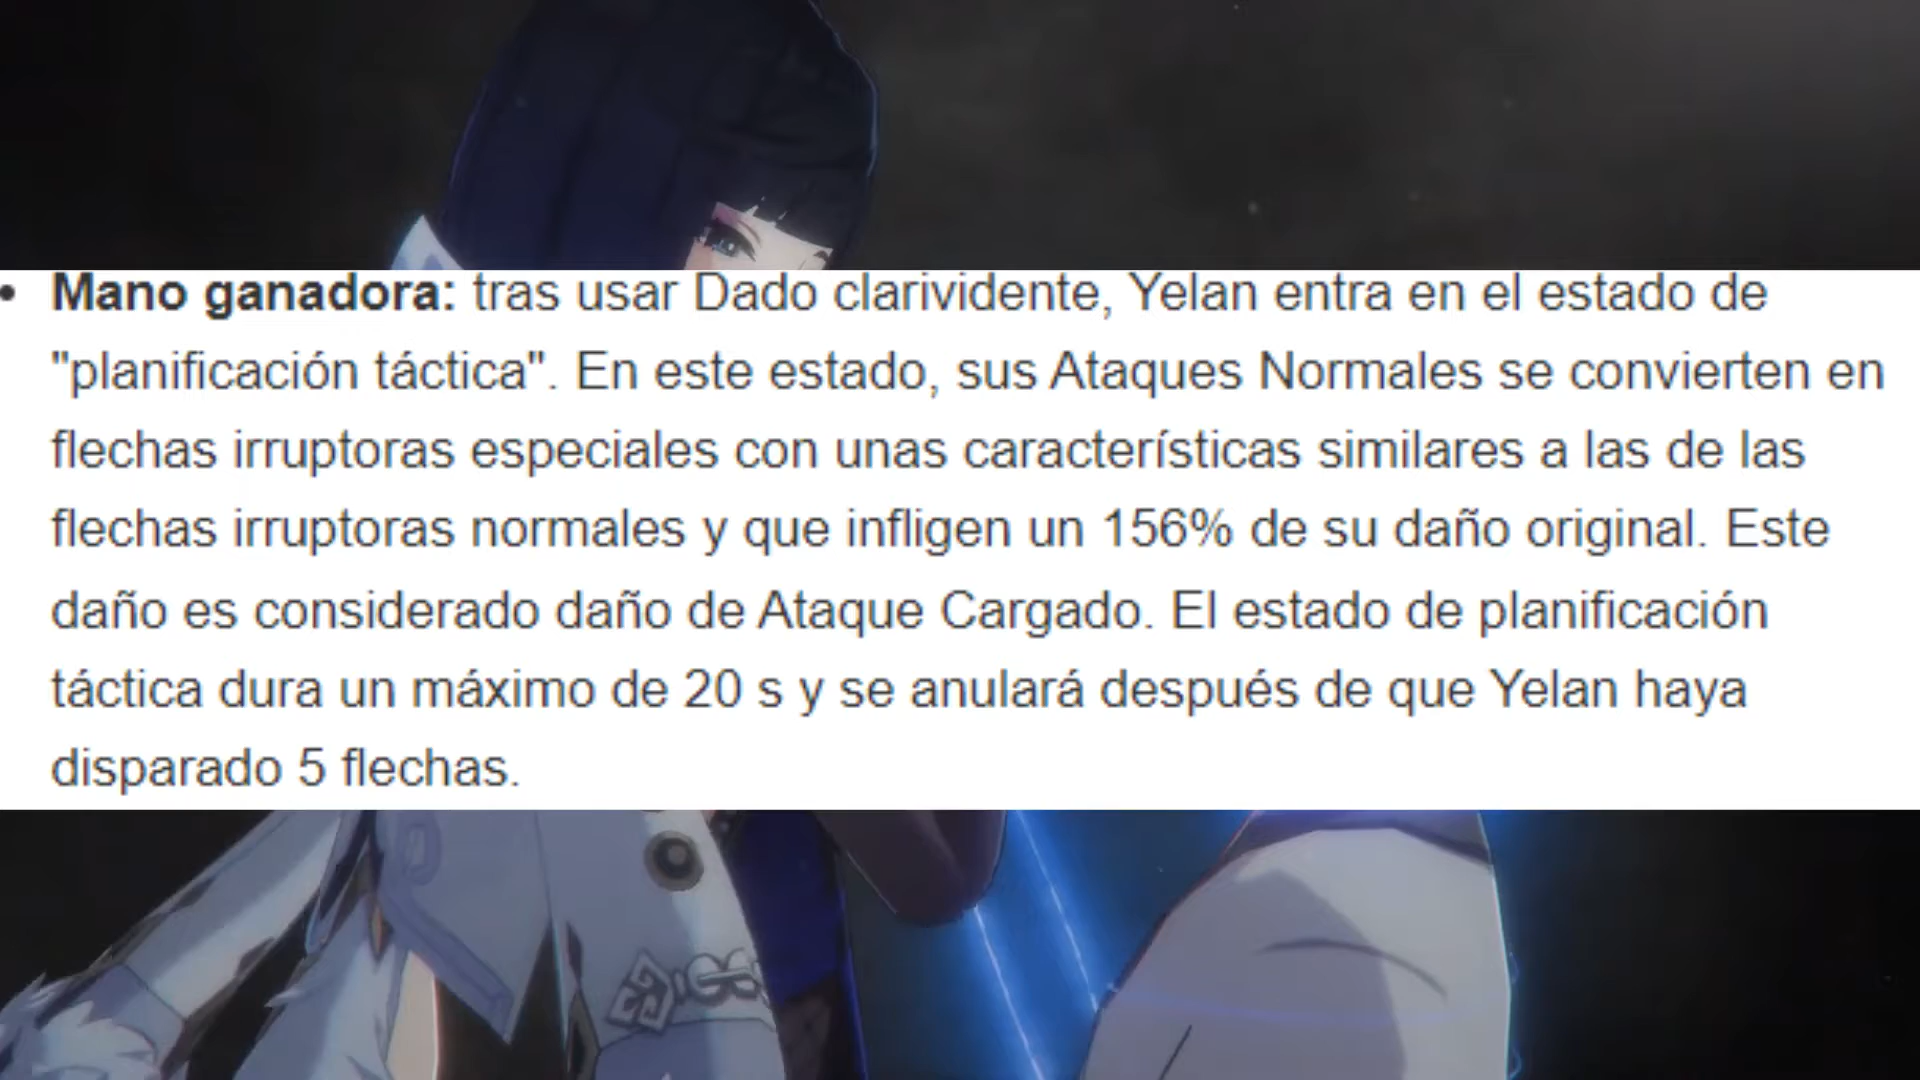 • Mano ganadora: tras usar Dado clarividente, Yelan entra en el estado de
"planificación táctica". En este estado, sus Ataques Normales se convierten en
flechas irruptoras especiales con unas características similares a las de las
flechas irruptoras normales y que infligen un 156% de su daño original. Este
daño es considerado daño de Ataque Cargado. El estado de planificación
táctica dura un máximo de 20 s y se anulará después de que Yelan haya
disparado 5 flechas.